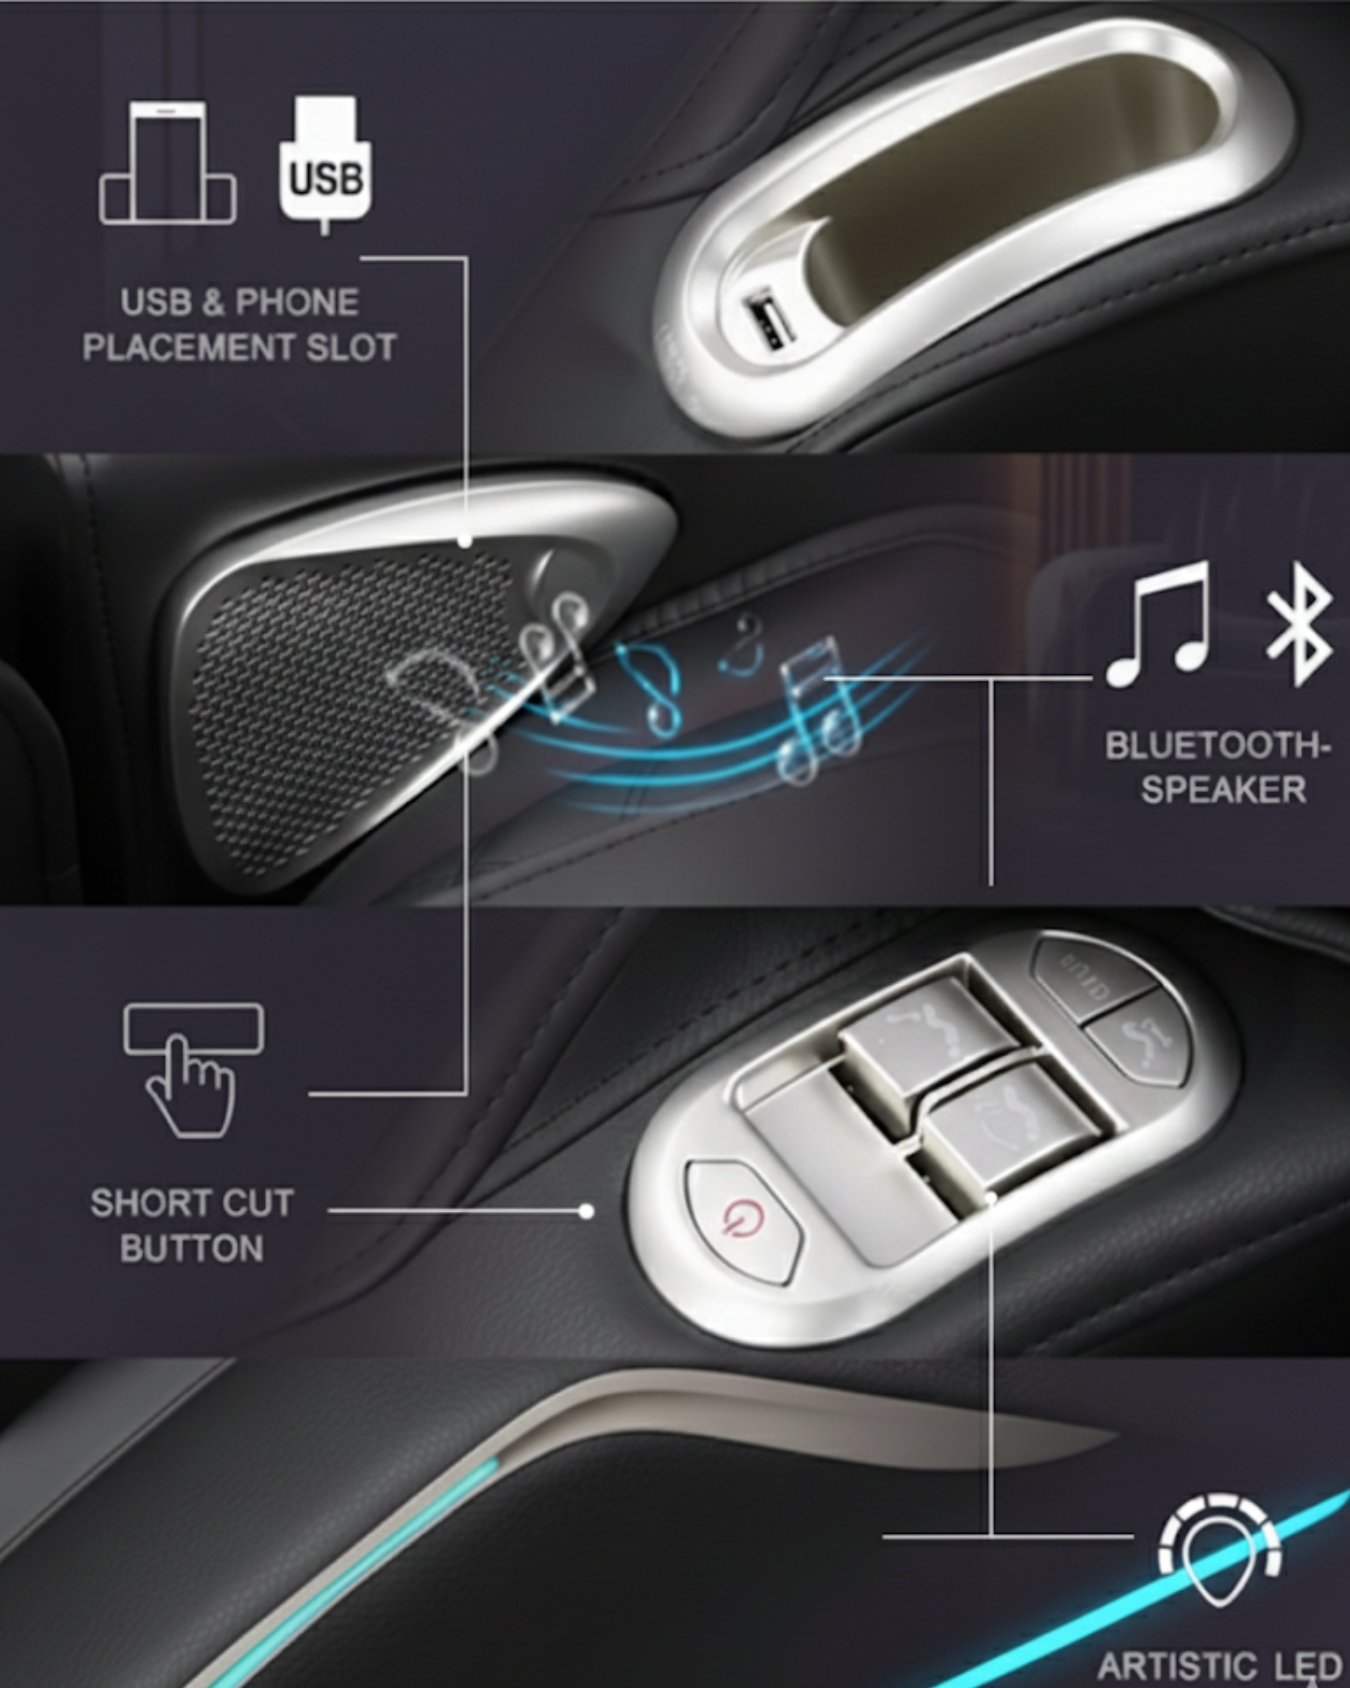 USB
USB & PHONE
PLACEMENT SLOT
BLUETOOTH-
SPEAKER
SHORT CUT
BUTTON
ARTISTIC LED